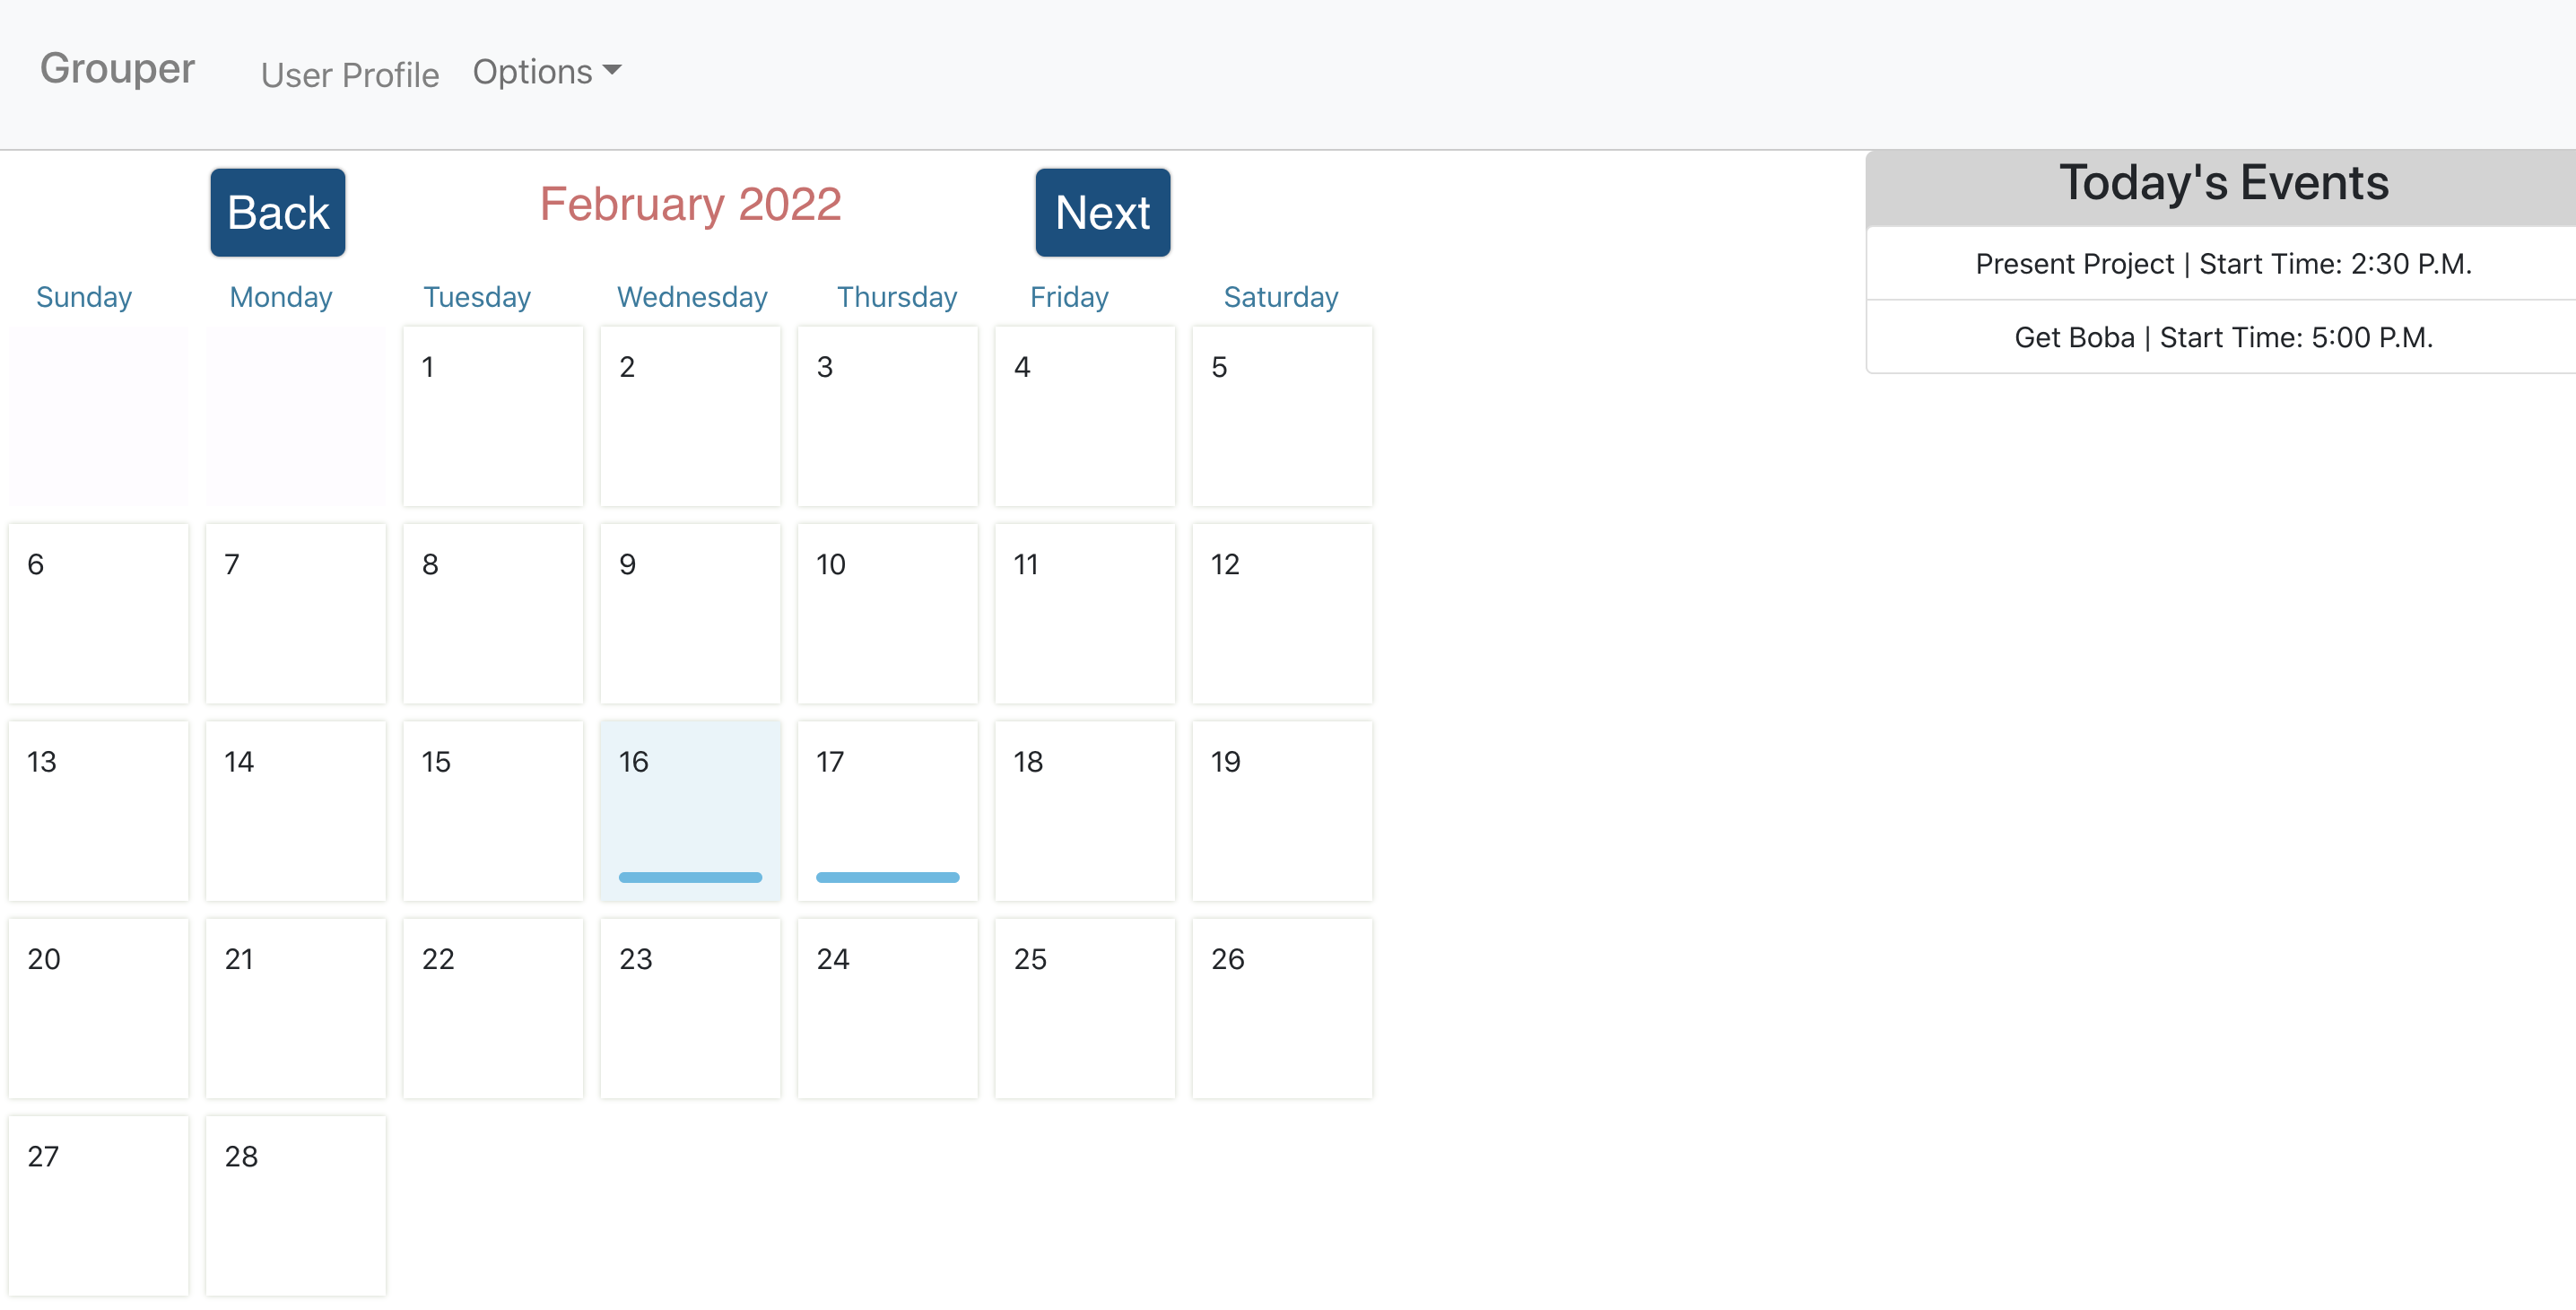 Grouper User Profile Options
Back February 2022 Next
Sunday Monday Tuesday Wednesday Thursday Friday Saturday
1 2 3 4 5
6 7 8 9 10 11 12
13 14 15 16 17 18 19
20 21 22 23 24 25 26
27 28
Today's Events
Present Project | Start Time: 2:30 P.M.
Get Boba | Start Time: 5:00 P.M.